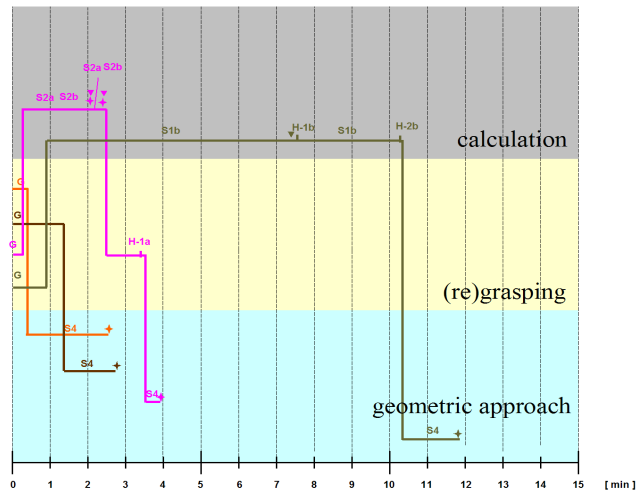 S2a S2b
S2a S2b
S1b H-1b S1b H-2b
calculation
G
G
H-1a
G
G
(re)grasping
S4
S4
S4
geometric approach
S4
0 1 2 3 4 5 6 7 8 9 10 11 12 13 14 15 [ min ]